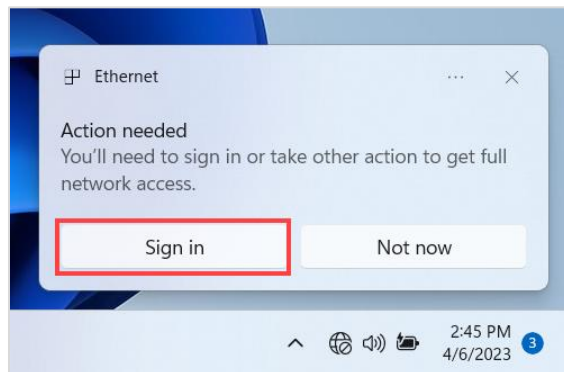 Ethernet
Action needed
You’ll need to sign in or take other action to get full
network access.
Sign in
Not now
2:45 PM
4/6/2023
3